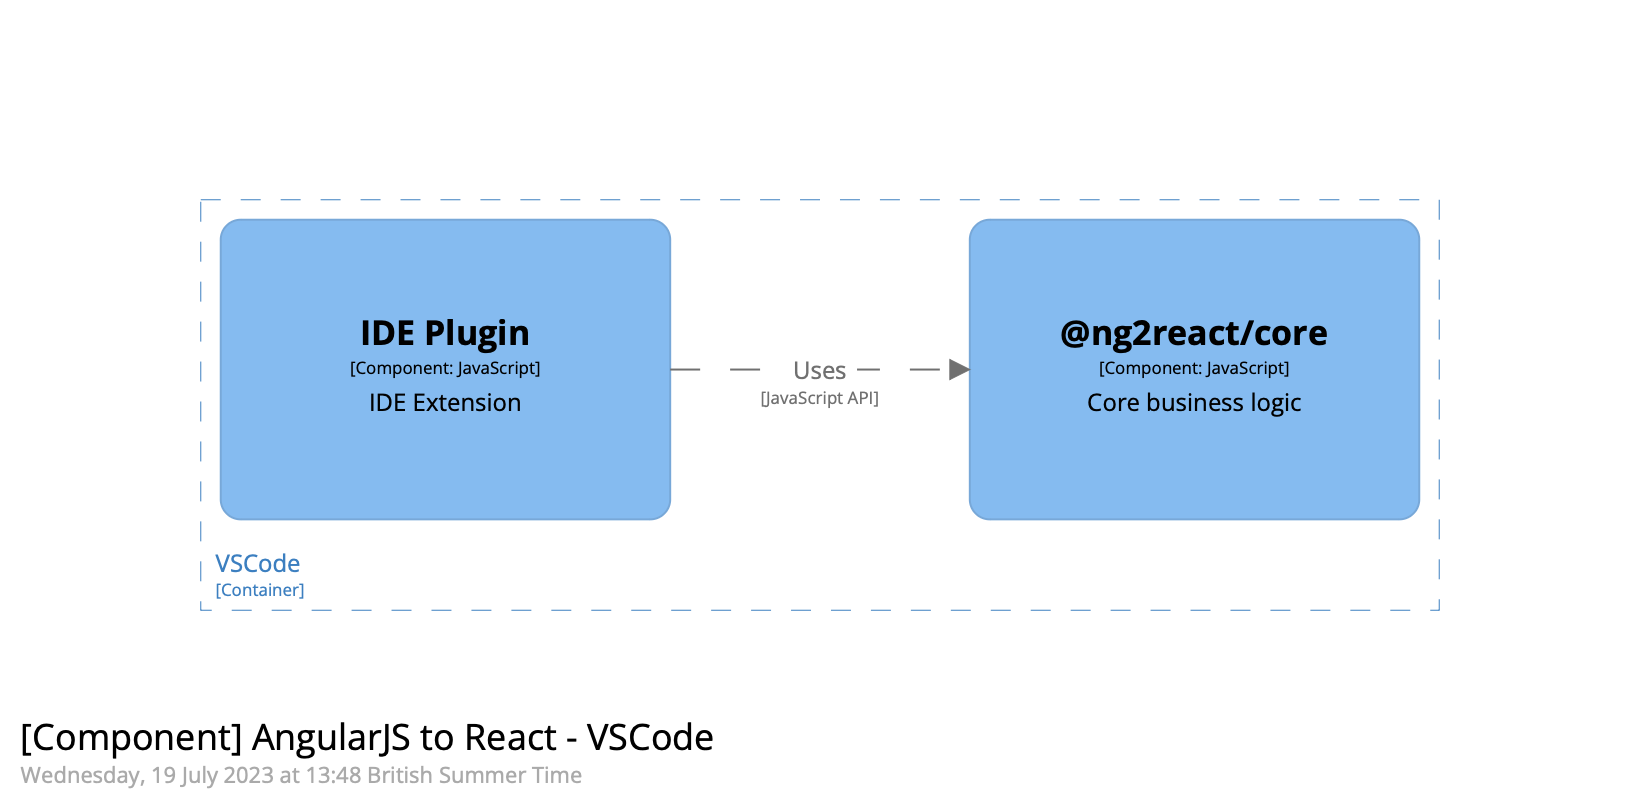 IDE Plugin
[Component: JavaScript]
IDE Extension
Uses
[JavaScript API]
@ng2react/core
[Component: JavaScript]
Core business logic
VSCode
[Container]
[Component] AngularJS to React - VSCode
Wednesday, 19 July 2023 at 13:48 British Summer Time